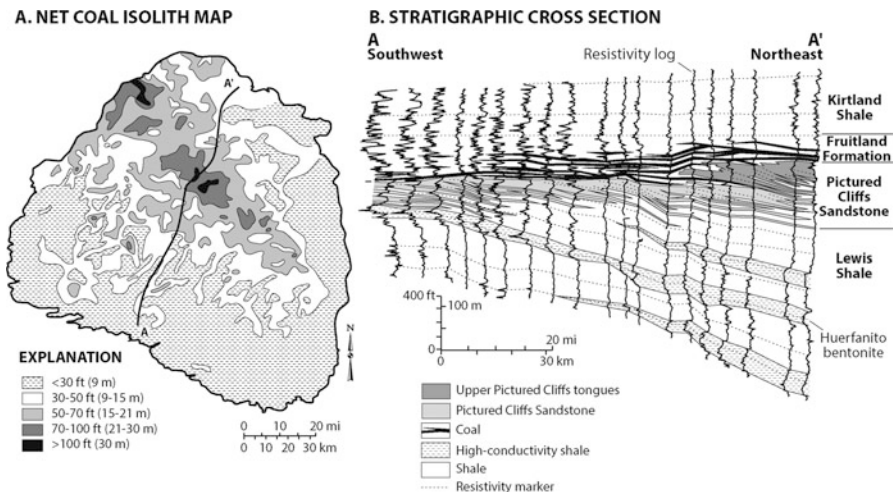 A. NET COAL ISOLITH MAP
A'
A
N
S
EXPLANATION
<30 ft (9 m)
30-50 ft (9-15 m)
50-70 ft (15-21 m)
70-100 ft (21-30 m)
>100 ft (30 m)
0 10 20 mi
0 10 20 30 km
B. STRATIGRAPHIC CROSS SECTION
A
Southwest
Resistivity log
A'
Northeast
Kirtland
Shale
Fruitland
Formation
Pictured
Cliffs
Sandstone
Lewis
Shale
Huerfanito
bentonite
400 ft
100 m
0
0
20 mi
30 km
Upper Pictured Cliffs tongues
Pictured Cliffs Sandstone
Coal
High-conductivity shale
Shale
Resistivity marker